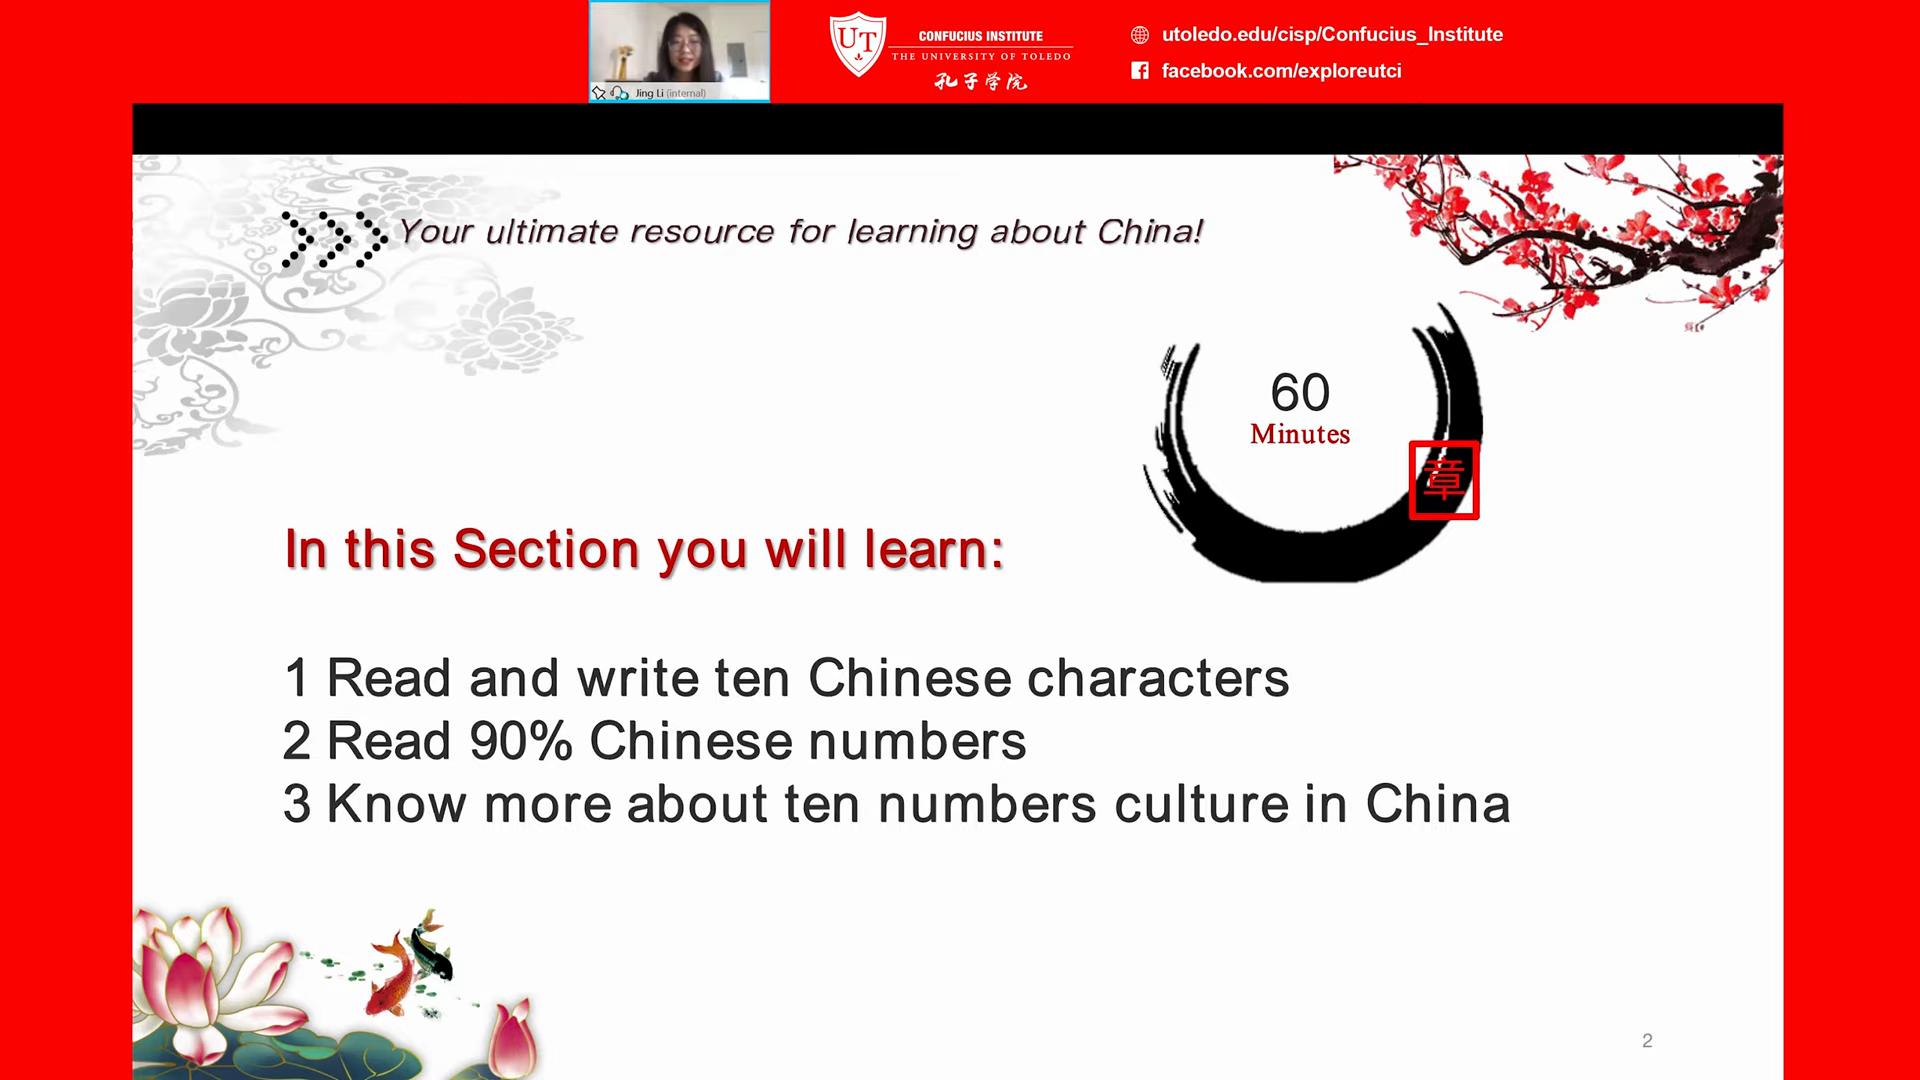 Jing Li (internal)
UT
CONFUCIUS INSTITUTE
THE UNIVERSITY OF TOLEDO
孔子学院
utoledo.edu/cisp/Confucius_Institute
facebook.com/exploreutci
Your ultimate resource for learning about China!
60
Minutes
章
In this Section you will learn:
1 Read and write ten Chinese characters
2 Read 90% Chinese numbers
3 Know more about ten numbers culture in China
2